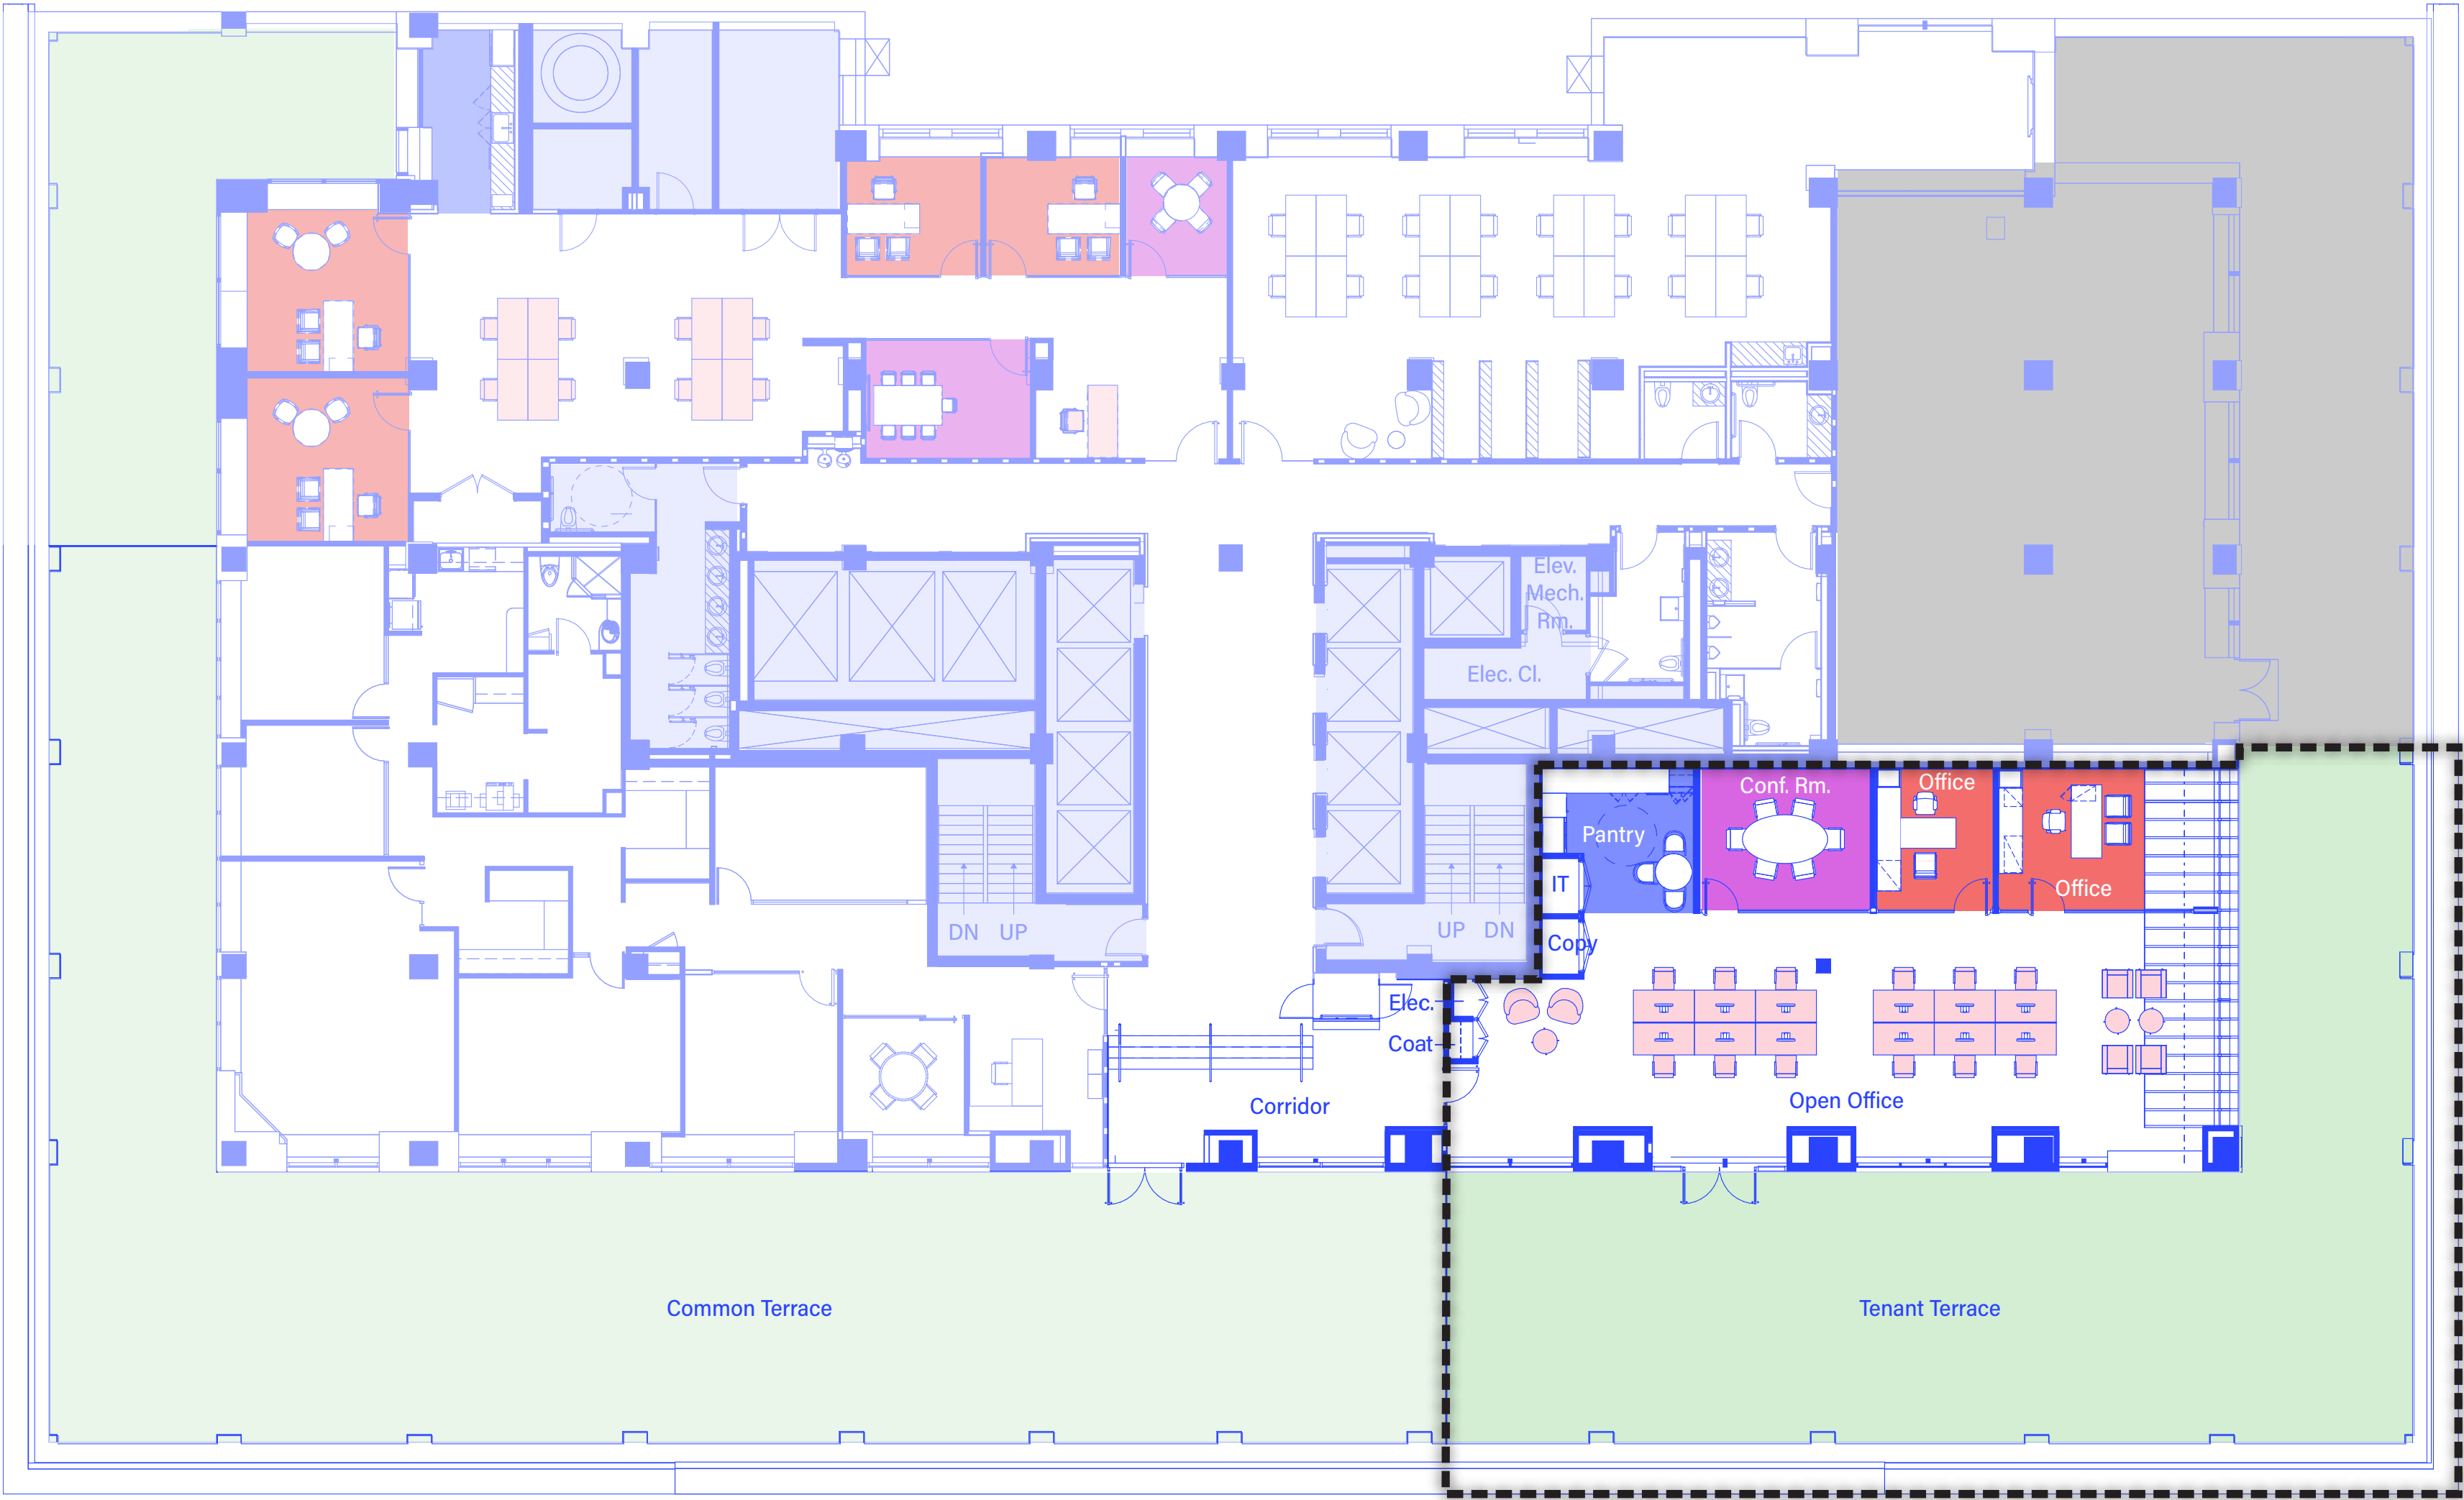 Elev.
Mech.
Rm.
Elec. Cl.
Conf. Rm.
Office
Pantry
IT
Office
DN UP
UP DN
Copy
Elec.
Coat
Corridor
Open Office
Common Terrace
Tenant Terrace